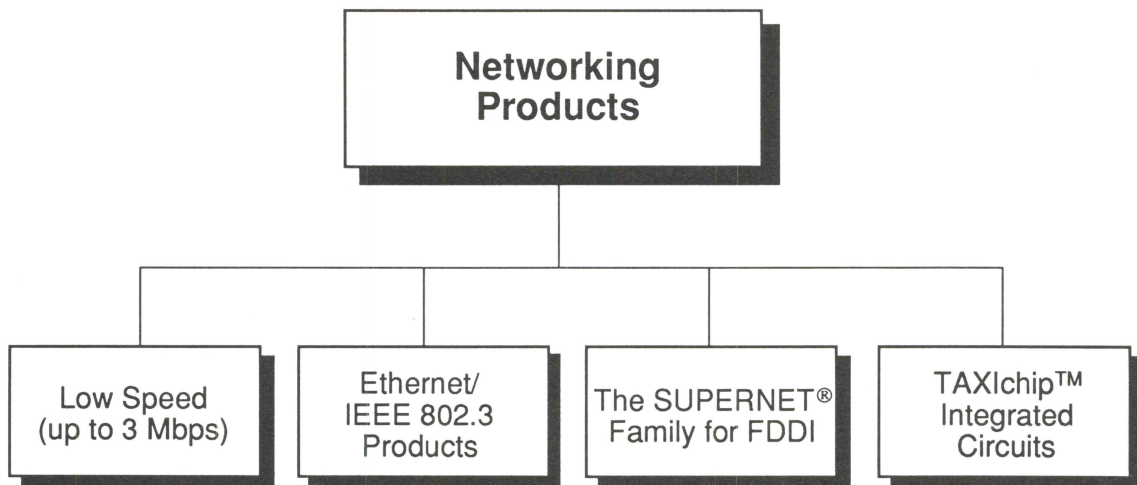 Networking
Products
Low Speed
(up to 3 Mbps)
Ethernet/
IEEE 802.3
Products
The SUPERNET®
Family for FDDI
TAXIchip™
Integrated
Circuits